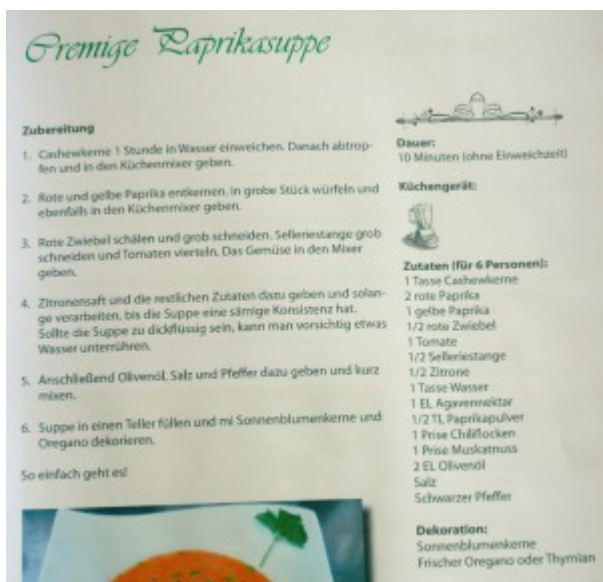 Cremige Paprikasuppe
Zubereitung
1. Cashewkerne 1 Stunde in Wasser einweichen. Danach abtrop-
fen und in den Küchenmixer geben.
2. Rote und gelbe Paprika entkernen, in grobe Stück würfeln und
ebenfalls in den Küchenmixer geben.
3. Rote Zwiebel schälen und grob schneiden, Selleriestange grob
schneiden und Tomaten vierteln. Das Gemüse in den Mixer
geben.
4. Zitronensaft und die restlichen Zutaten dazu geben und solan-
ge verarbeiten, bis die Suppe eine sämige Konsistenz hat.
Sollte die Suppe zu dickflüssig sein, kann man vorsichtig etwas
Wasser unterrühren.
5. Anschließend Olivenöl, Salz und Pfeffer dazu geben und kurz
mixen.
6. Suppe in einen Teller füllen und mi Sonnenblumenkerne und
Oregano dekorieren.
So einfach geht es!
Dauer:
10 Minuten (ohne Einweichzeit)
Küchengerät:
Zutaten (für 6 Personen):
1 Tasse Cashewkerne
2 rote Paprika
1 gelbe Paprika
1/2 rote Zwiebel
1 Tomate
1/2 Selleriestange
1/2 Zitrone
1 Tasse Wasser
1 EL Agavennektar
1/2 TL Paprikapulver
1 Prise Chiliflocken
1 Prise Muskatnuss
2 EL Olivenöl
Salz
Schwarzer Pfeffer
Dekoration:
Sonnenblumenkerne
Frischer Oregano oder Thymian